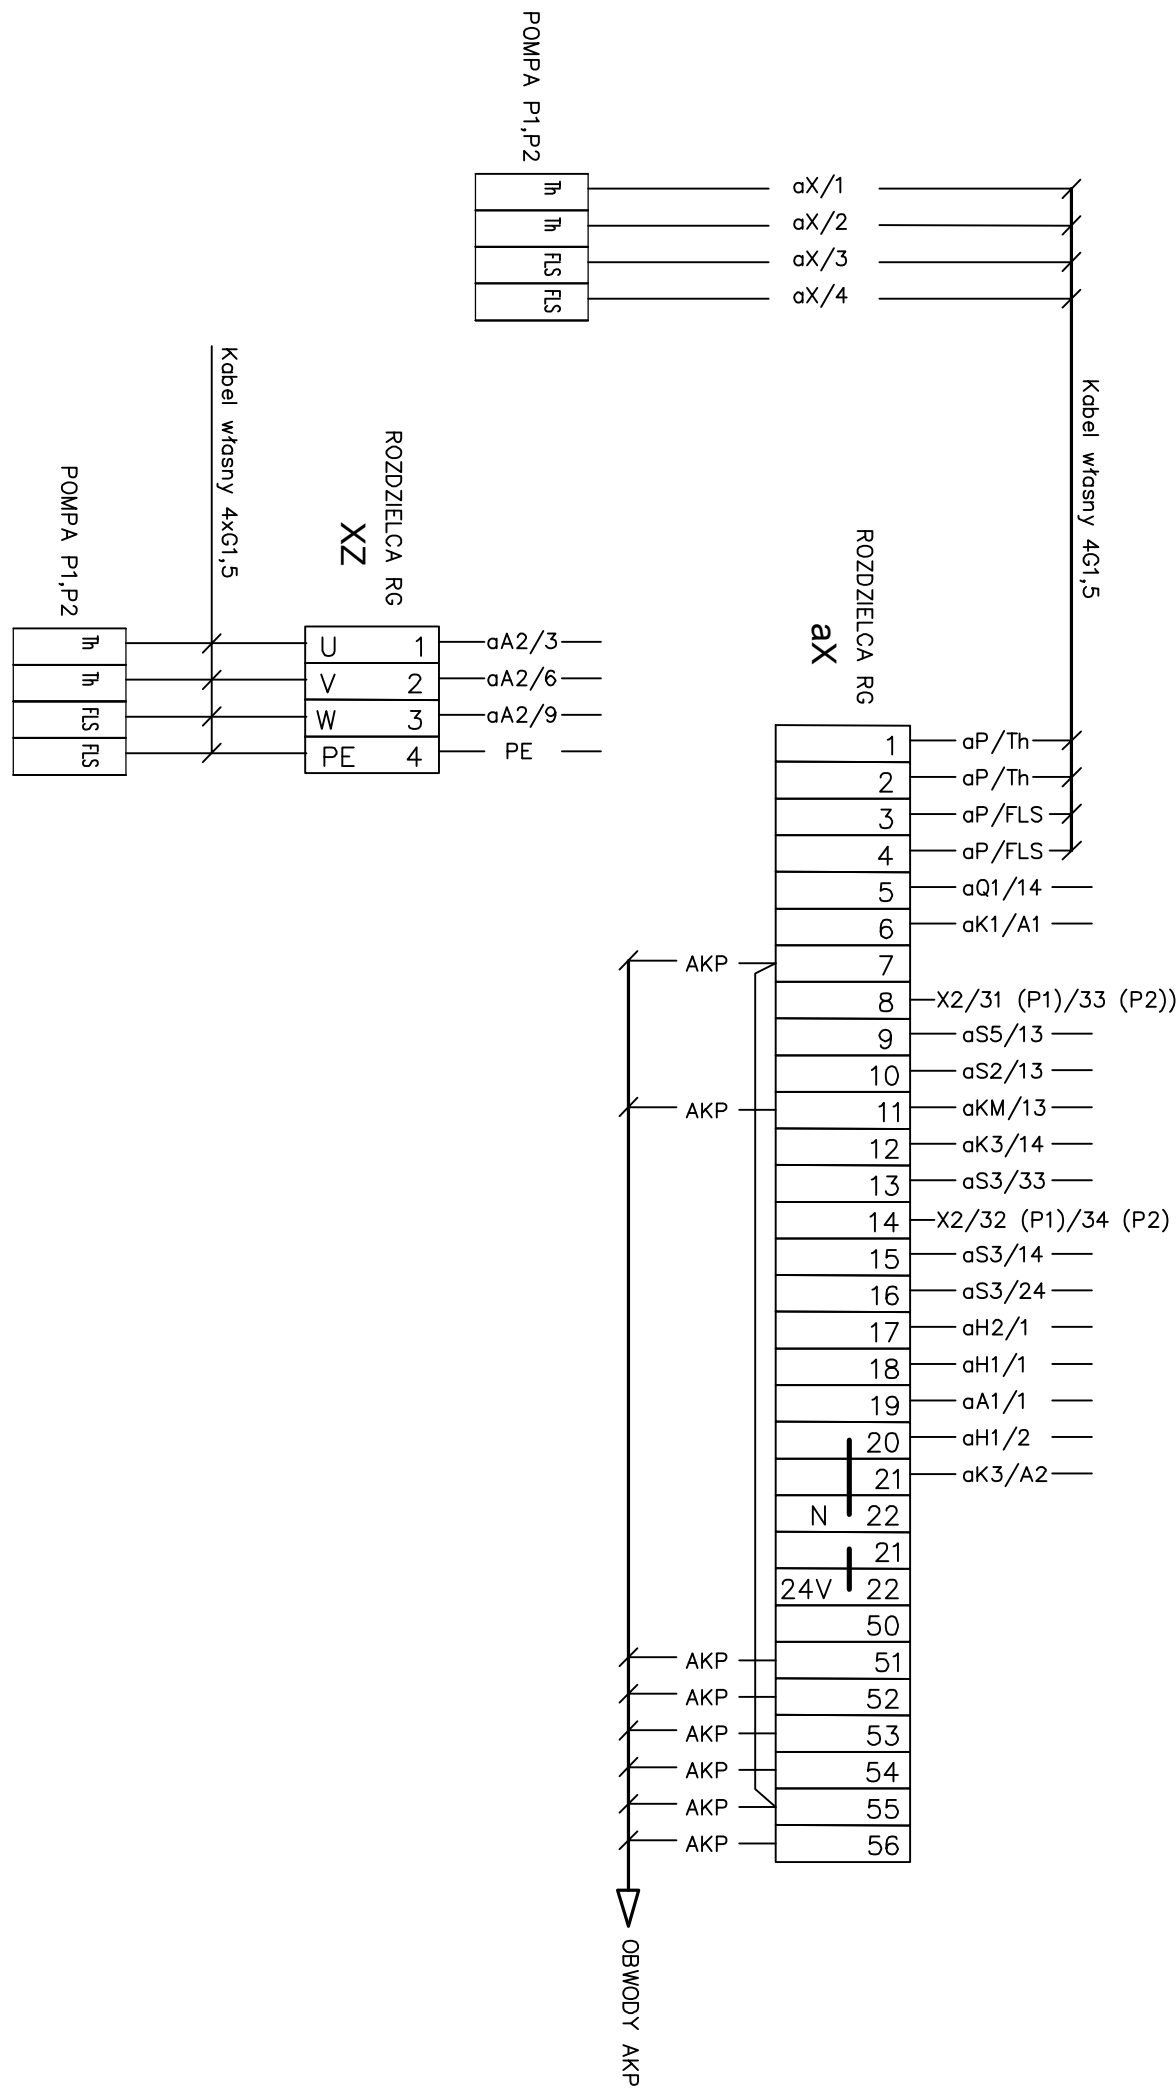 POMPA P1,P2
Th
aX/1
Th
aX/2
FLS
aX/3
FLS
aX/4
Kabel własny 4G1,5
Kabel własny 4xG1,5
POMPA P1,P2
ROZDZIELCA RG
XZ
Th
U 1
aA2/3
Th
V 2
aA2/6
FLS
W 3
aA2/9
FLS
PE 4
PE
ROZDZIELCA RG
aX
1
aP/Th
2
aP/Th
3
aP/FLS
4
aP/FLS
5
aQ1/14
6
aK1/A1
AKP
7
8
X2/31 (P1)/33 (P2))
9
aS5/13
10
aS2/13
AKP
11
aKM/13
12
aK3/14
13
aS3/33
14
X2/32 (P1)/34 (P2)
15
aS3/14
16
aS3/24
17
aH2/1
18
aH1/1
19
aA1/1
20
aH1/2
21
aK3/A2
N 22
21
24V 22
50
AKP
51
AKP
52
AKP
53
AKP
54
AKP
55
AKP
56
OBWODY AKP